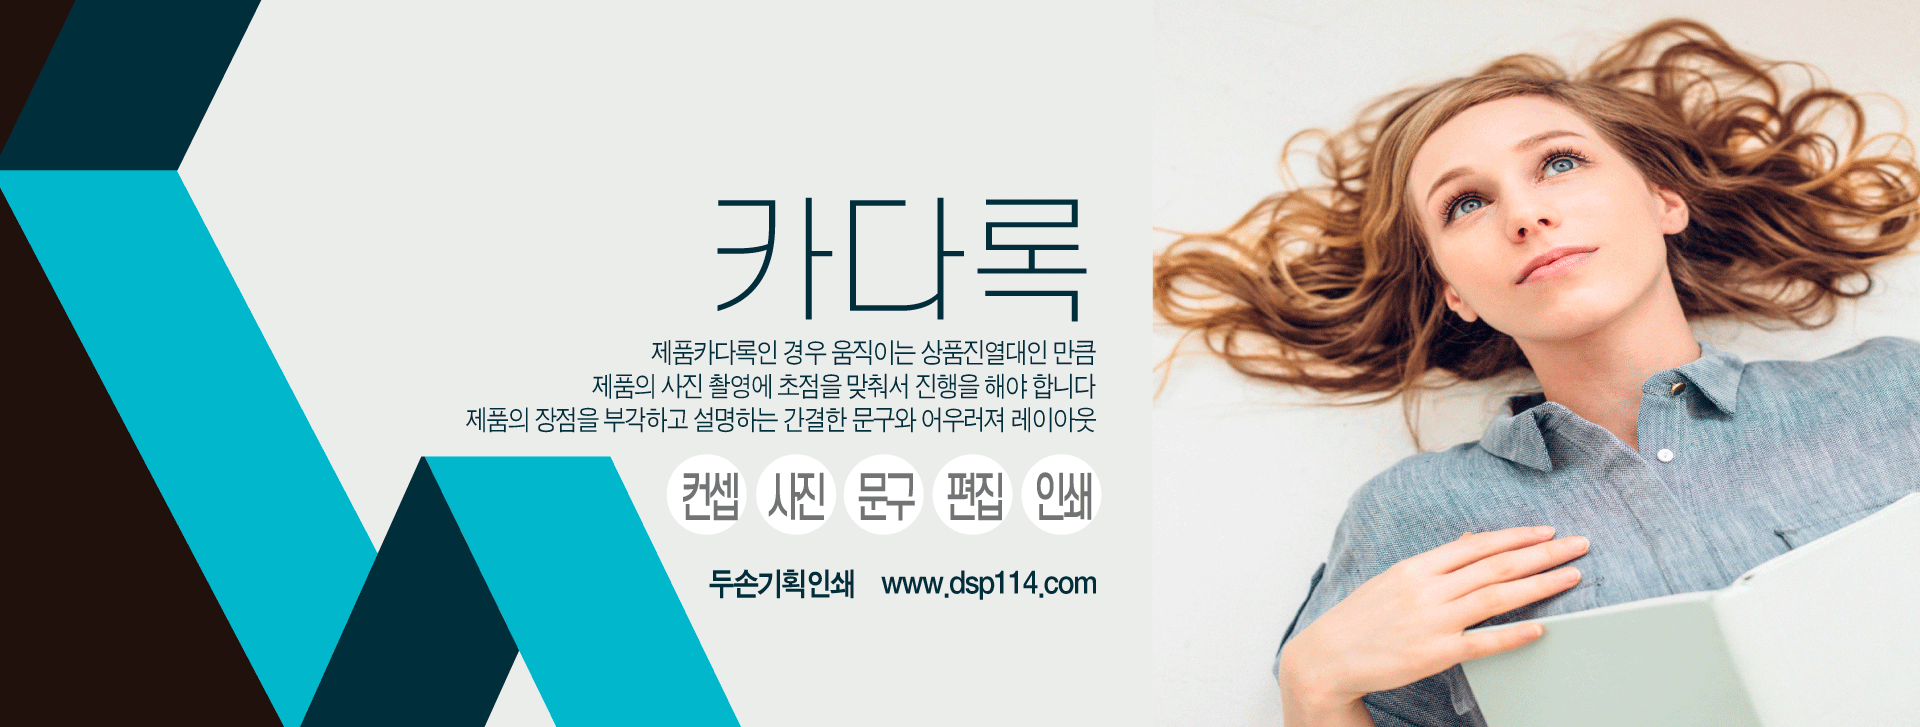 카다록
제품카다록인 경우 움직이는 상품진열대인 만큼
제품의 사진 촬영에 초점을 맞춰서 진행을 해야 합니다
제품의 장점을 부각하고 설명하는 간결한 문구와 어우러져 레이아웃
컨셉 사진 문구 편집 인쇄
두손기획인쇄 www.dsp114.com